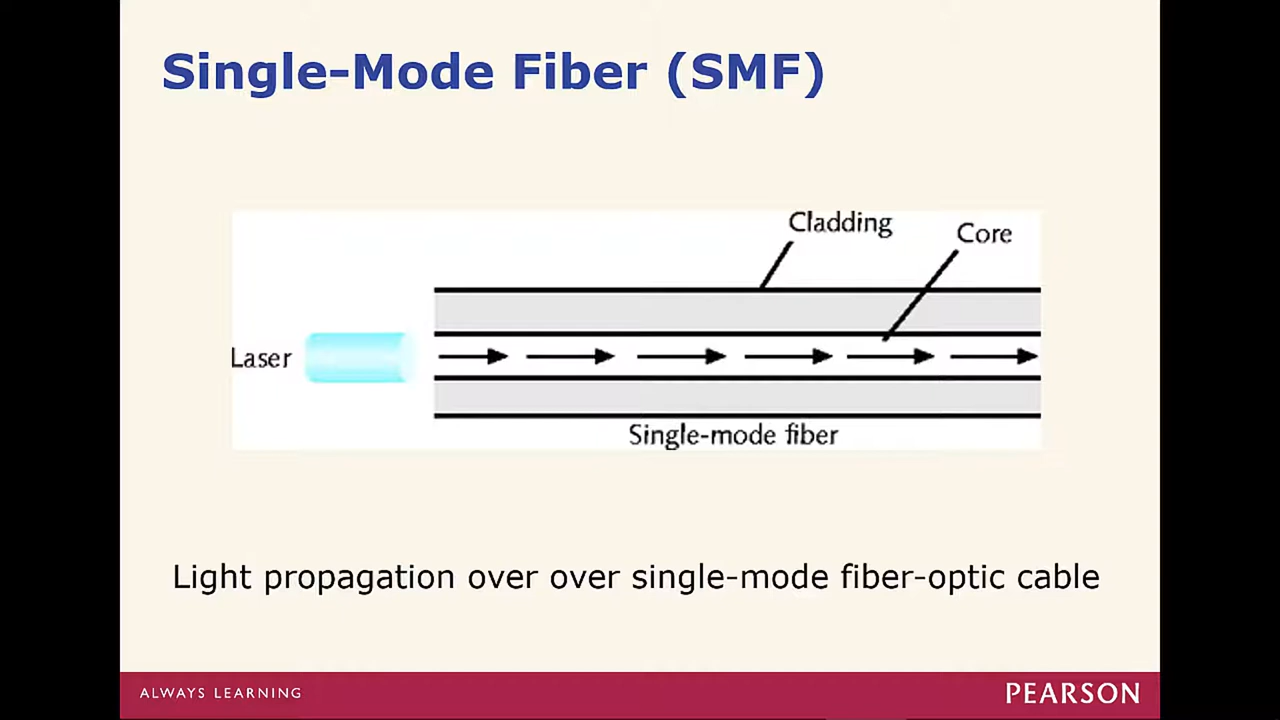 Single-Mode Fiber (SMF)
Cladding
Core
Laser
Single-mode fiber
Light propagation over over single-mode fiber-optic cable
ALWAYS LEARNING
PEARSON